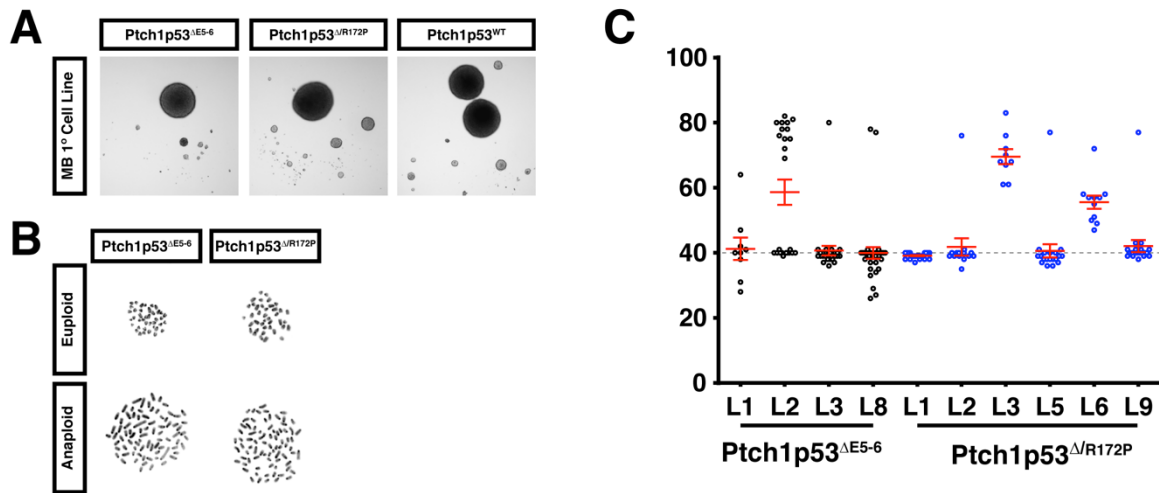 A
Ptch1p53ΔE5-6
Ptch1p53Δ/R172P
Ptch1p53WT
MB 1° Cell Line
B
Ptch1p53ΔE5-6
Ptch1p53Δ/R172P
Euploid
Anaploid
C
100
80
60
40
20
0
L1 L2 L3 L8 L1 L2 L3 L5 L6 L9
Ptch1p53ΔE5-6 Ptch1p53Δ/R172P